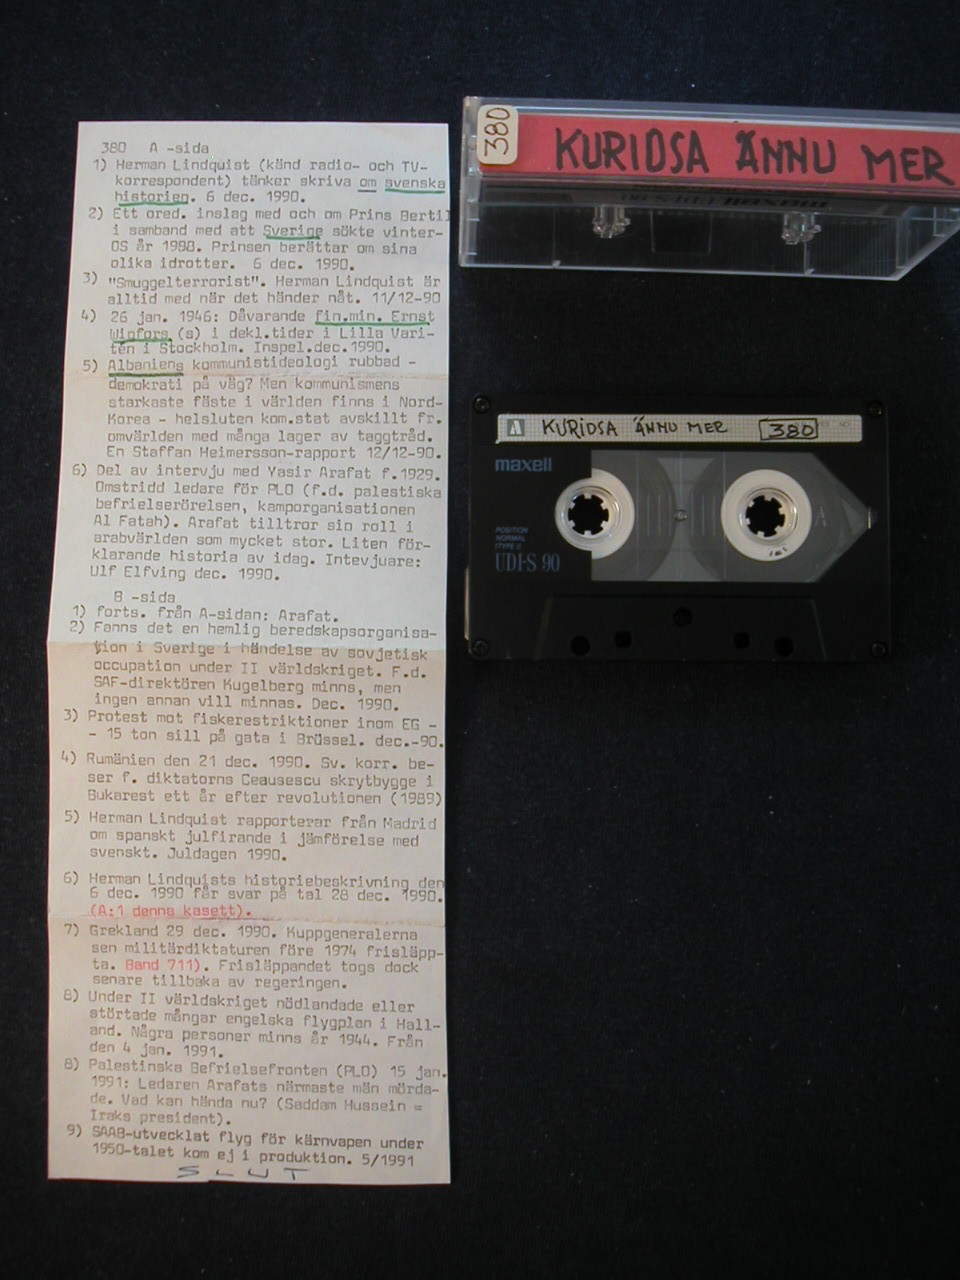 380 A -sida
1) Herman Lindquist (känd radio- och TV-
korrespondent) tänker skriva om svenska
historien. 6 dec. 1990.
2) Ett ored. inslag med och om Prins Bertil
i samband med att Sverige sökte vinter-
OS år 1988. Prinsen berättar om sina
olika idrotter. 6 dec. 1990.
3) "Smuggelterrorist". Herman Lindquist är
alltid med när det händer nåt. 11/12-90
4) 26 jan. 1946: Dåvarande fin.min. Ernst
Winfors (s) i dekl.tider i Lilla Vari-
tén i Stockholm. Inspel.dec.1990.
5) Albaniens kommunistideologi rubbad -
demokrati på väg? Men kommunismens
starkaste fäste i världen finns i Nord-
Korea - helsluten kom.stat avskillt fr.
omvärlden med många lager av taggtråd.
En Staffan Heimersson-rapport 12/12-90.
6) Del av intervju med Yasir Arafat f.1929.
Omstridd ledare för PLO (f.d. palestiska
befrielserörelsen, kamporganisationen
Al Fatah). Arafat tilltror sin roll i
arabvärlden som mycket stor. Liten för-
klarande historia av idag. Intevjuare:
Ulf Elfving dec. 1990.
B -sida
1) forts. från A-sidan: Arafat.
2) Fanns det en hemlig beredskapsorganisa-
tion i Sverige i händelse av sovjetisk
occupation under II världskriget. F.d.
SAF-direktören Kugelberg minns, men
ingen annan vill minnas. Dec. 1990.
3) Protest mot fiskerestriktioner inom EG -
- 15 ton sill på gata i Brüssel. dec.-90.
4) Rumänien den 21 dec. 1990. Sv. korr. be-
ser f. diktatorns Ceausescu skrytbygge i
Bukarest ett år efter revolutionen (1989)
5) Herman Lindquist rapporterar från Madrid
om spanskt julfirande i jämförelse med
svenskt. Juldagen 1990.
6) Herman Lindquists historiebeskrivning den
6 dec. 1990 får svar på tal 28 dec. 1990.
(A:1 denna kasett).
7) Grekland 29 dec. 1990. Kuppgeneralerna
sen militärdiktaturen före 1974 frisläpp-
ta. Band 711). Frisläppandet togs dock
senare tillbaka av regeringen.
8) Under II världskriget nödlandade eller
störtade mångar engelska flygplan i Hall-
and. Några personer minns år 1944. Från
den 4 jan. 1991.
8) Palestinska Befrielsefronten (PLO) 15 jan.
1991: Ledaren Arafats närmaste män mörda-
de. Vad kan hända nu? (Saddam Hussein =
Iraks president).
9) SAAB-utvecklat flyg för kärnvapen under
1950-talet kom ej i produktion. 5/1991
SLUT
380 KURIOSA ÄNNU MER
A KURIOSA ÄNNU MER 380
maxell
POSITION
NORMAL
(TYPE I)
UDI-S 90